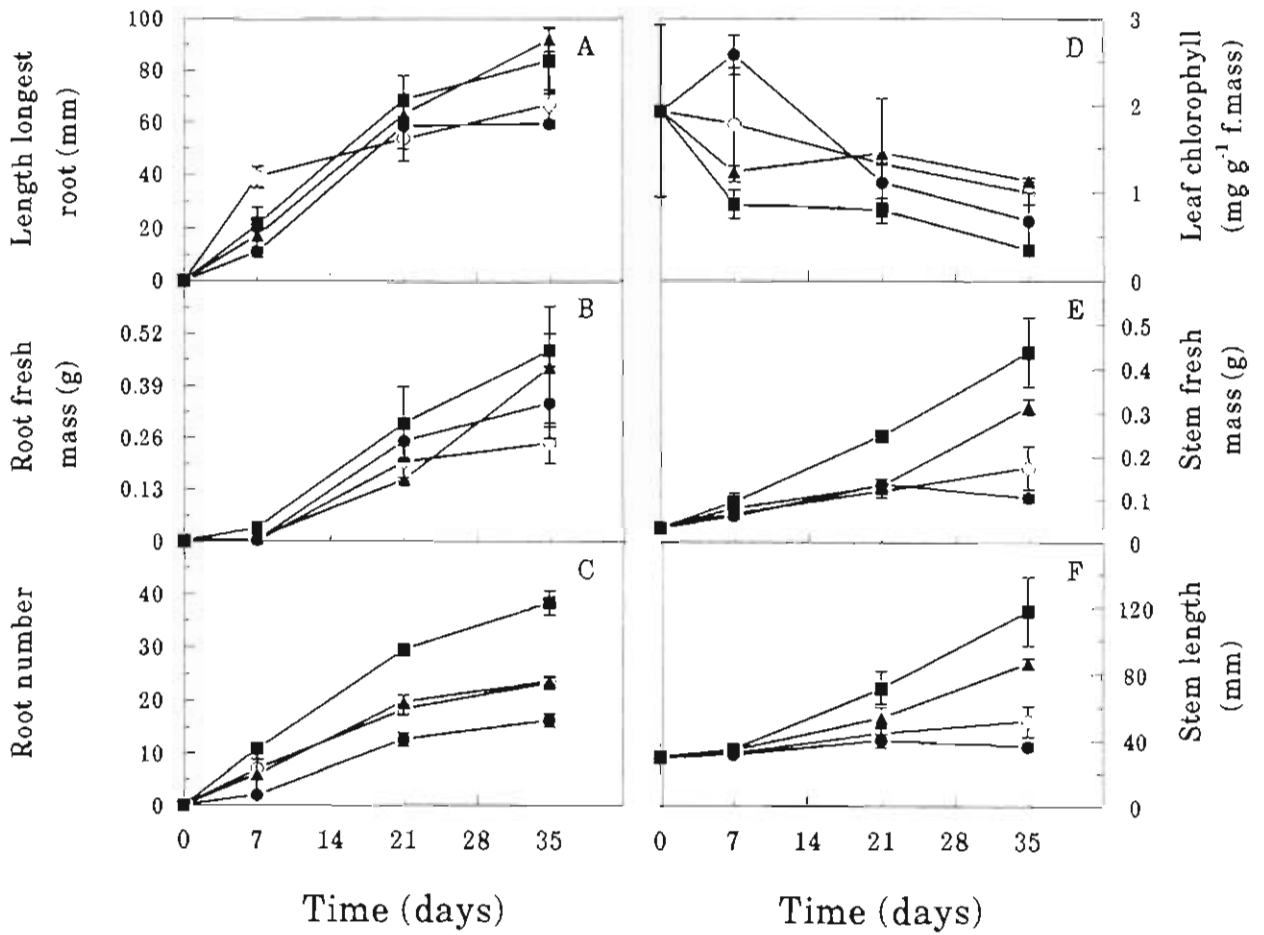 Length longest
root (mm)
100
80
60
40
20
0
A
Root fresh
mass (g)
0.52
0.39
0.26
0.13
0
B
Root number
40
30
20
10
0
C
0 7 14 21 28 35
Time (days)
D
3
2
1
0
Leaf chlorophyll
(mg g⁻¹ f.mass)
E
0.5
0.4
0.3
0.2
0.1
0
Stem fresh
mass (g)
F
120
80
40
0
Stem length
(mm)
0 7 14 21 28 35
Time (days)